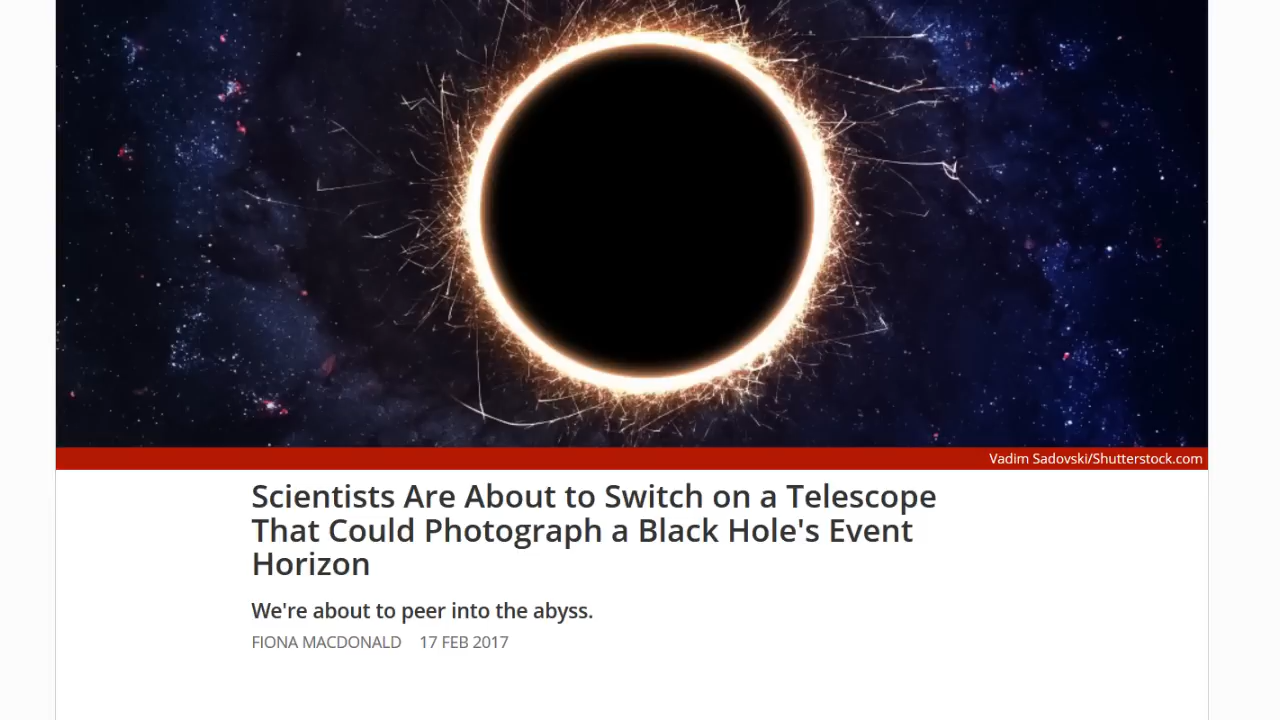 Vadim Sadovski/Shutterstock.com
Scientists Are About to Switch on a Telescope
That Could Photograph a Black Hole's Event
Horizon
We're about to peer into the abyss.
FIONA MACDONALD 17 FEB 2017